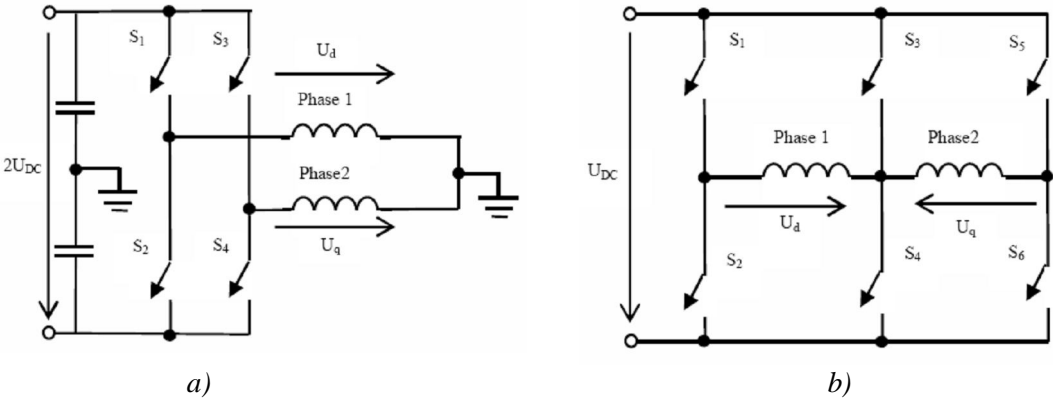 S1 S3
Ud
Phase 1
2UDC
Phase2
Uq
S2 S4
a)
S1 S3 S5
Phase 1 Phase2
UDC
Ud Uq
S2 S4 S6
b)